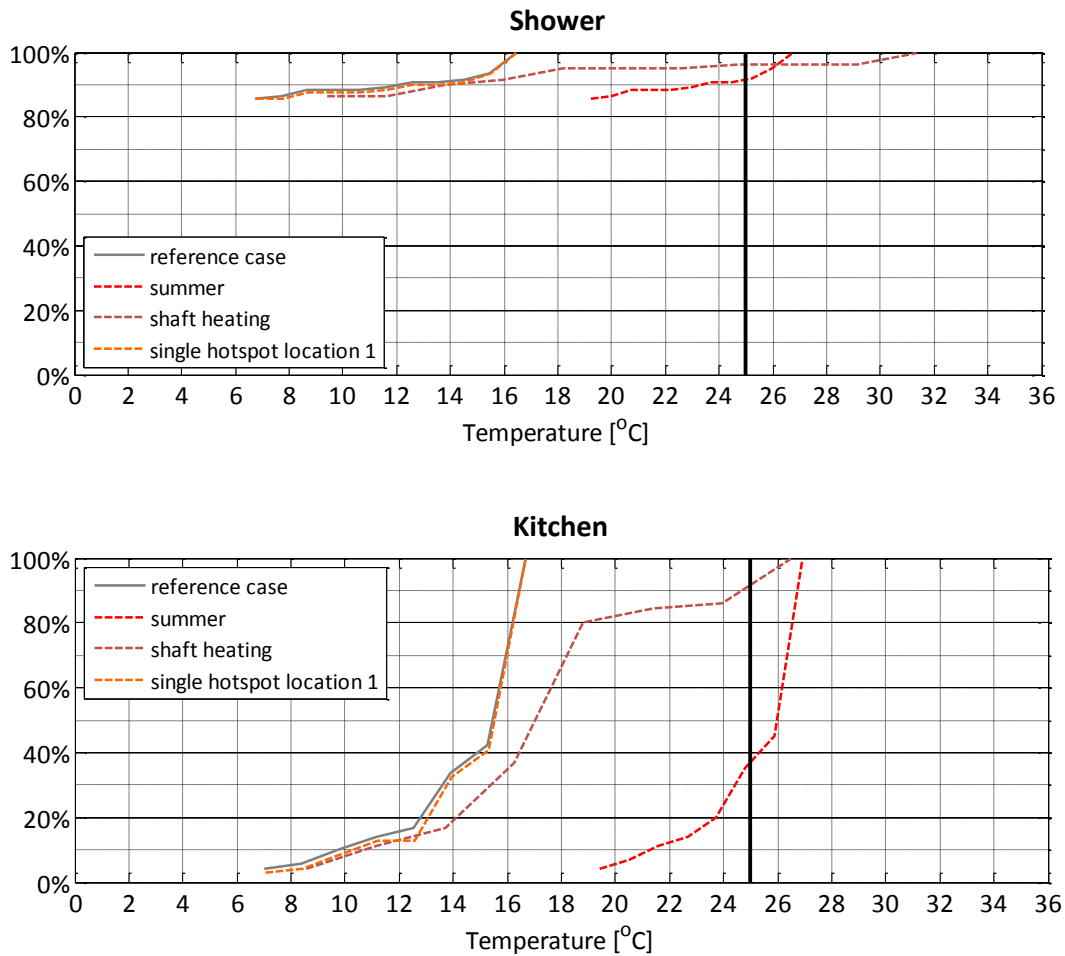 Shower
100%
80%
60%
40%
20%
0%
reference case
summer
shaft heating
single hotspot location 1
0 2 4 6 8 10 12 14 16 18 20 22 24 26 28 30 32 34 36
Temperature [°C]
Kitchen
100%
80%
60%
40%
20%
0%
reference case
summer
shaft heating
single hotspot location 1
0 2 4 6 8 10 12 14 16 18 20 22 24 26 28 30 32 34 36
Temperature [°C]